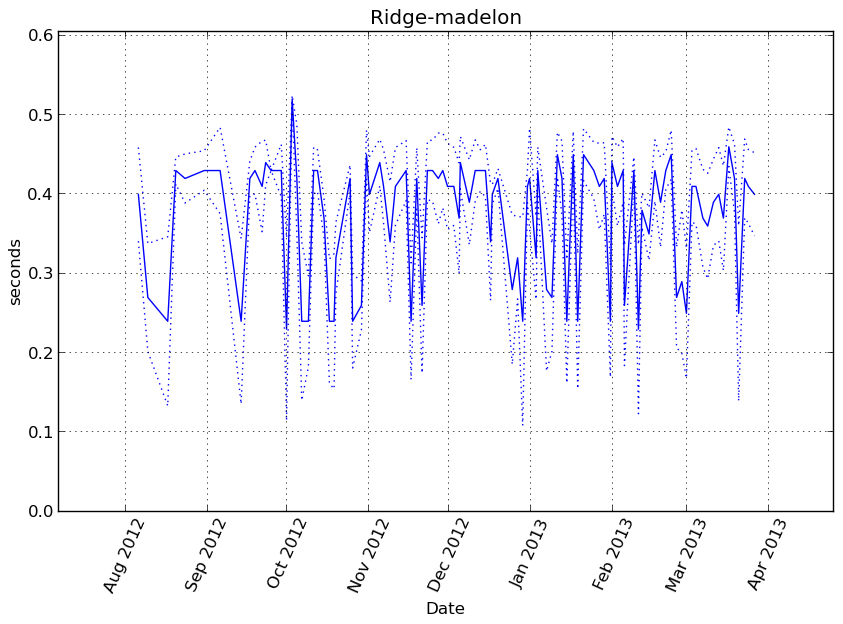 Ridge-madelon
0.6
0.5
0.4
0.3
0.2
0.1
0.0
seconds
Aug 2012
Sep 2012
Oct 2012
Nov 2012
Dec 2012
Jan 2013
Feb 2013
Mar 2013
Apr 2013
Date